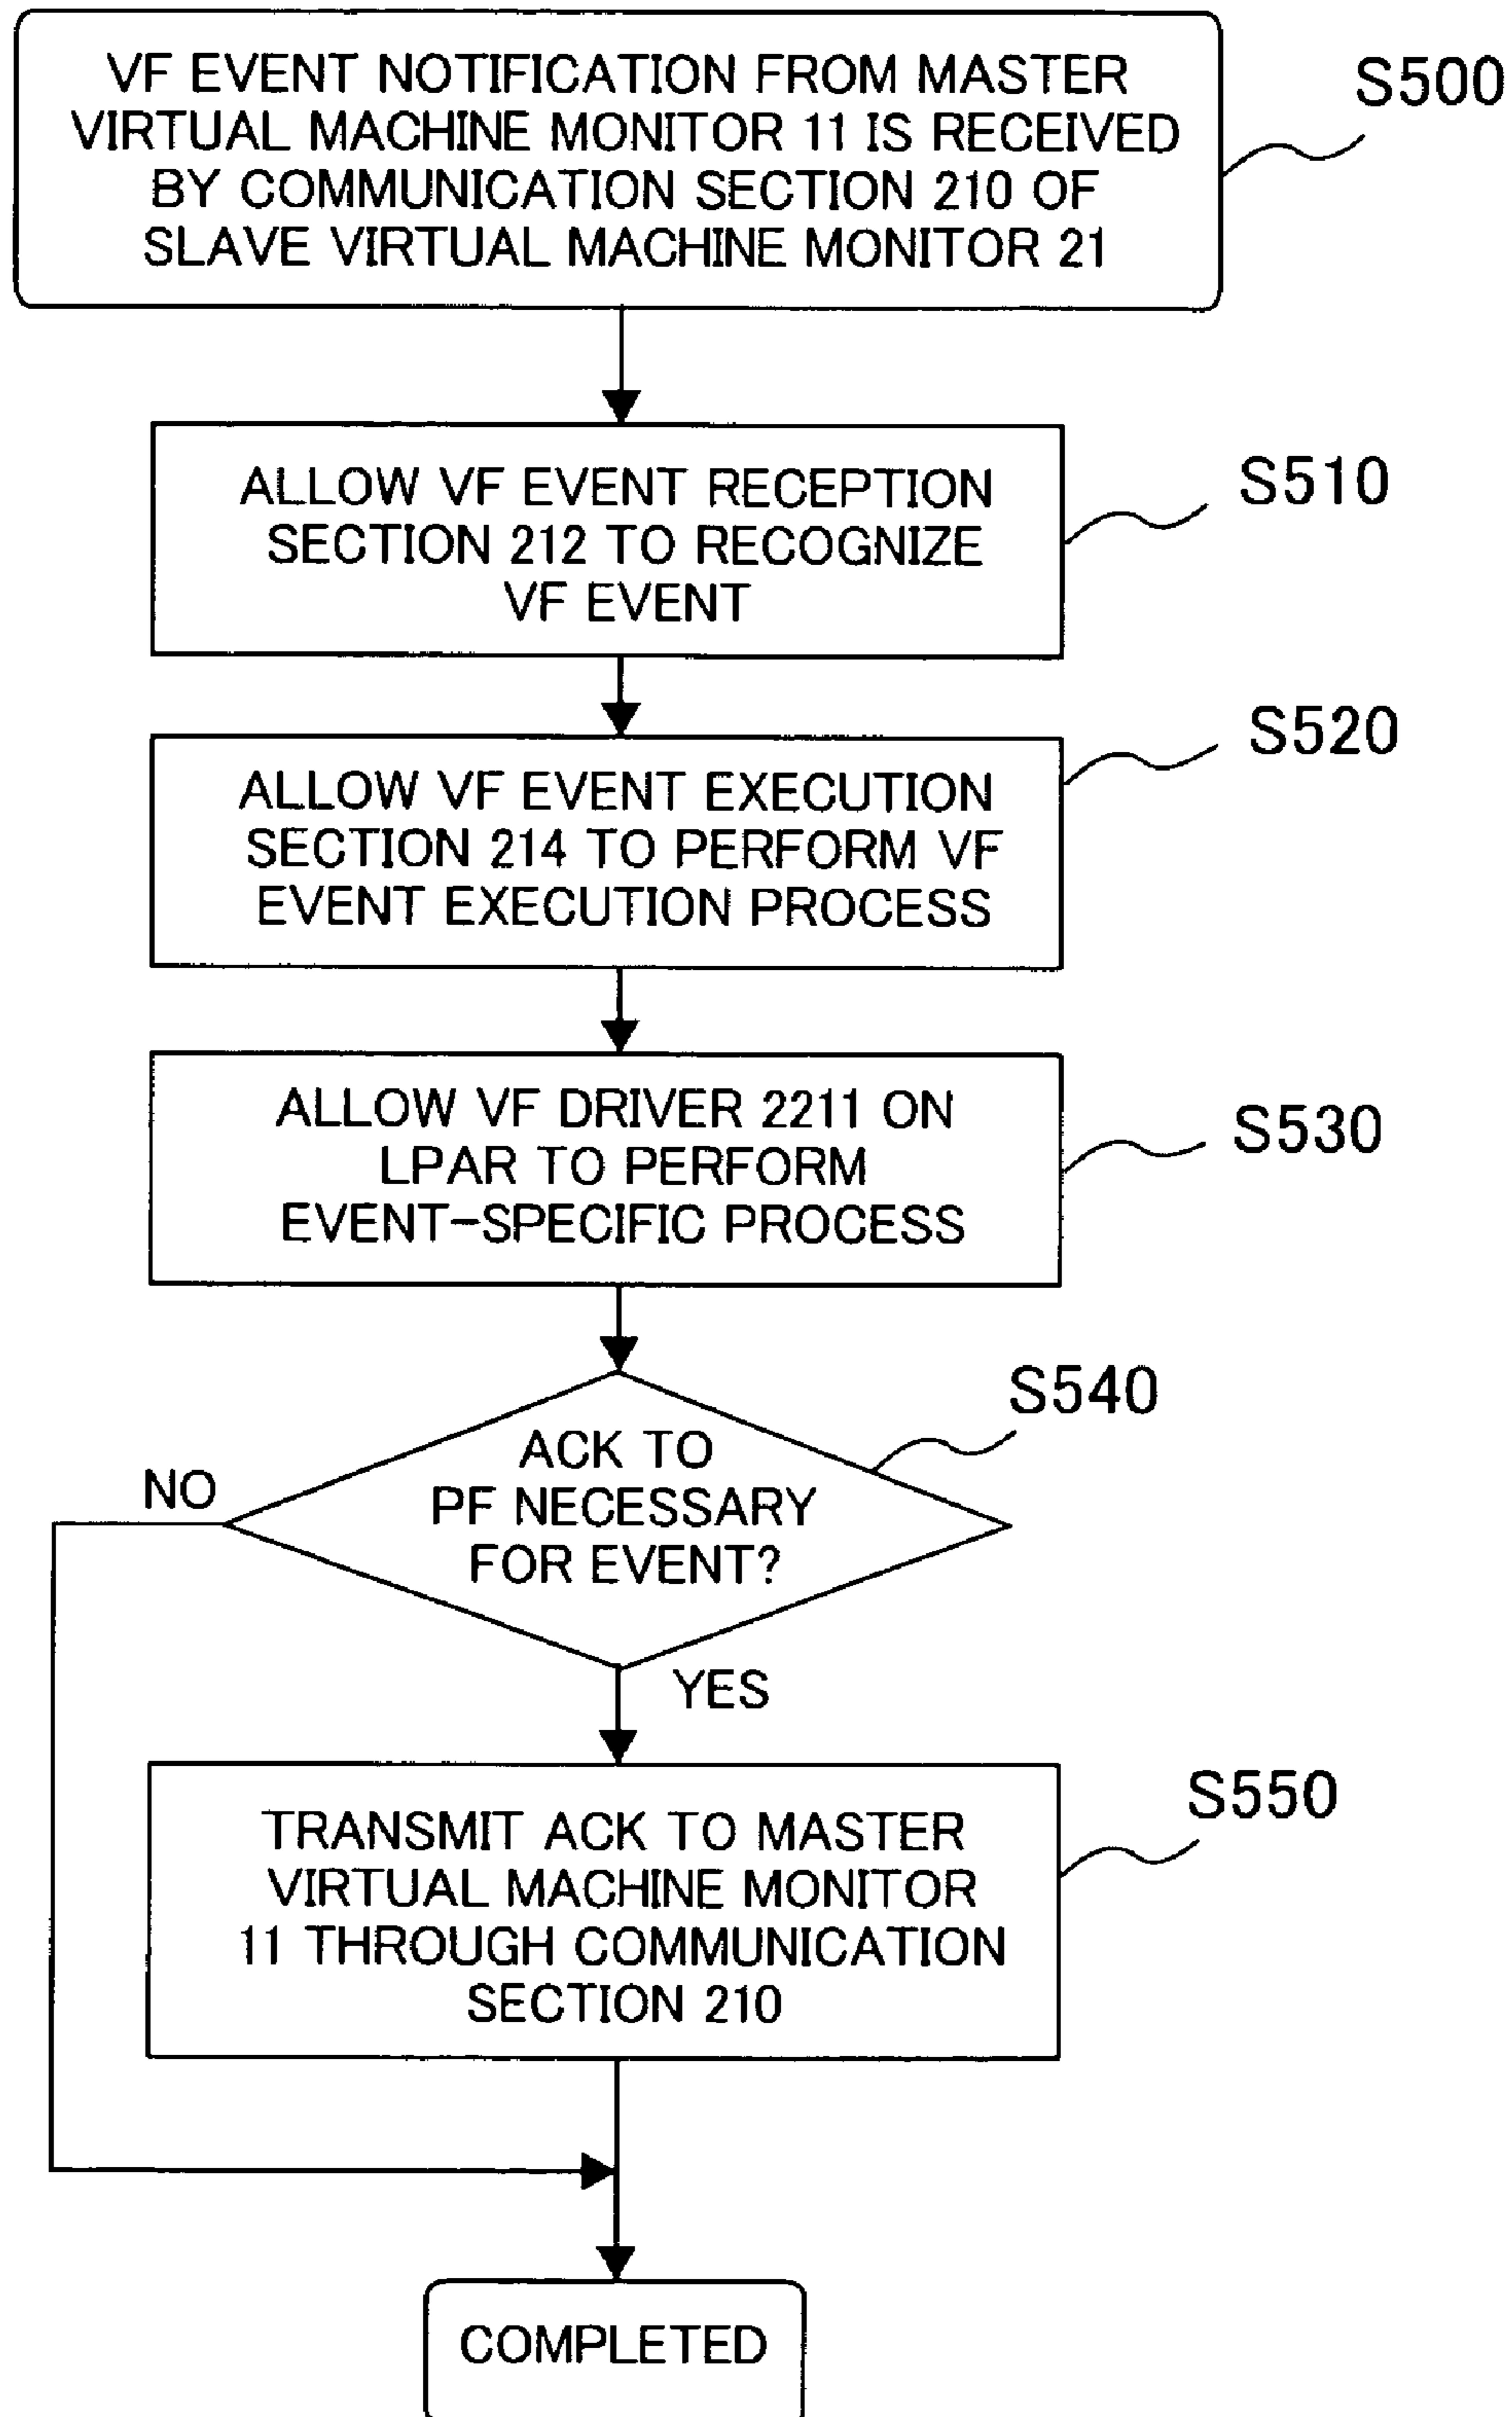 VF EVENT NOTIFICATION FROM MASTER
VIRTUAL MACHINE MONITOR 11 IS RECEIVED
BY COMMUNICATION SECTION 210 OF
SLAVE VIRTUAL MACHINE MONITOR 21
S500
ALLOW VF EVENT RECEPTION
SECTION 212 TO RECOGNIZE
VF EVENT
S510
ALLOW VF EVENT EXECUTION
SECTION 214 TO PERFORM VF
EVENT EXECUTION PROCESS
S520
ALLOW VF DRIVER 2211 ON
LPAR TO PERFORM
EVENT-SPECIFIC PROCESS
S530
ACK TO
PF NECESSARY
FOR EVENT?
S540
NO
YES
TRANSMIT ACK TO MASTER
VIRTUAL MACHINE MONITOR
11 THROUGH COMMUNICATION
SECTION 210
S550
COMPLETED